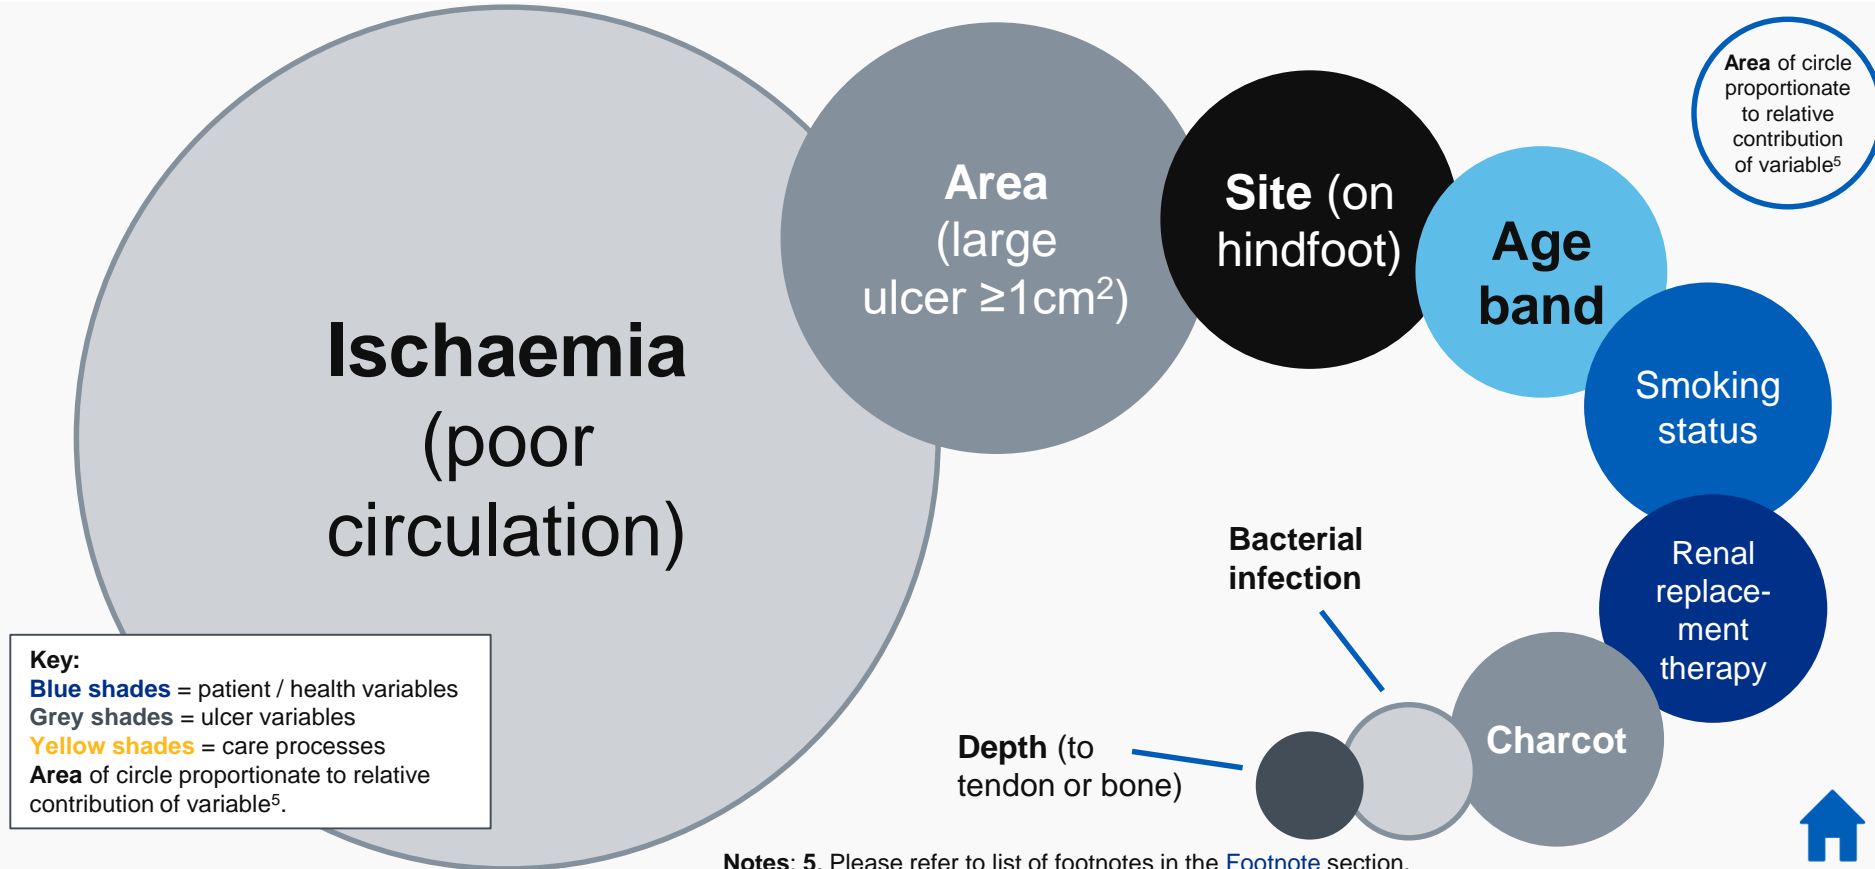 Ischaemia
(poor
circulation)
Area
(large
ulcer ≥1cm²)
Site (on
hindfoot)
Age
band
Smoking
status
Renal
replace-
ment
therapy
Charcot
Bacterial
infection
Depth (to
tendon or bone)
Area of circle
proportionate
to relative
contribution
of variable⁵
Key:
Blue shades = patient / health variables
Grey shades = ulcer variables
Yellow shades = care processes
Area of circle proportionate to relative
contribution of variable⁵.
Notes: 5. Please refer to list of footnotes in the Footnote section.